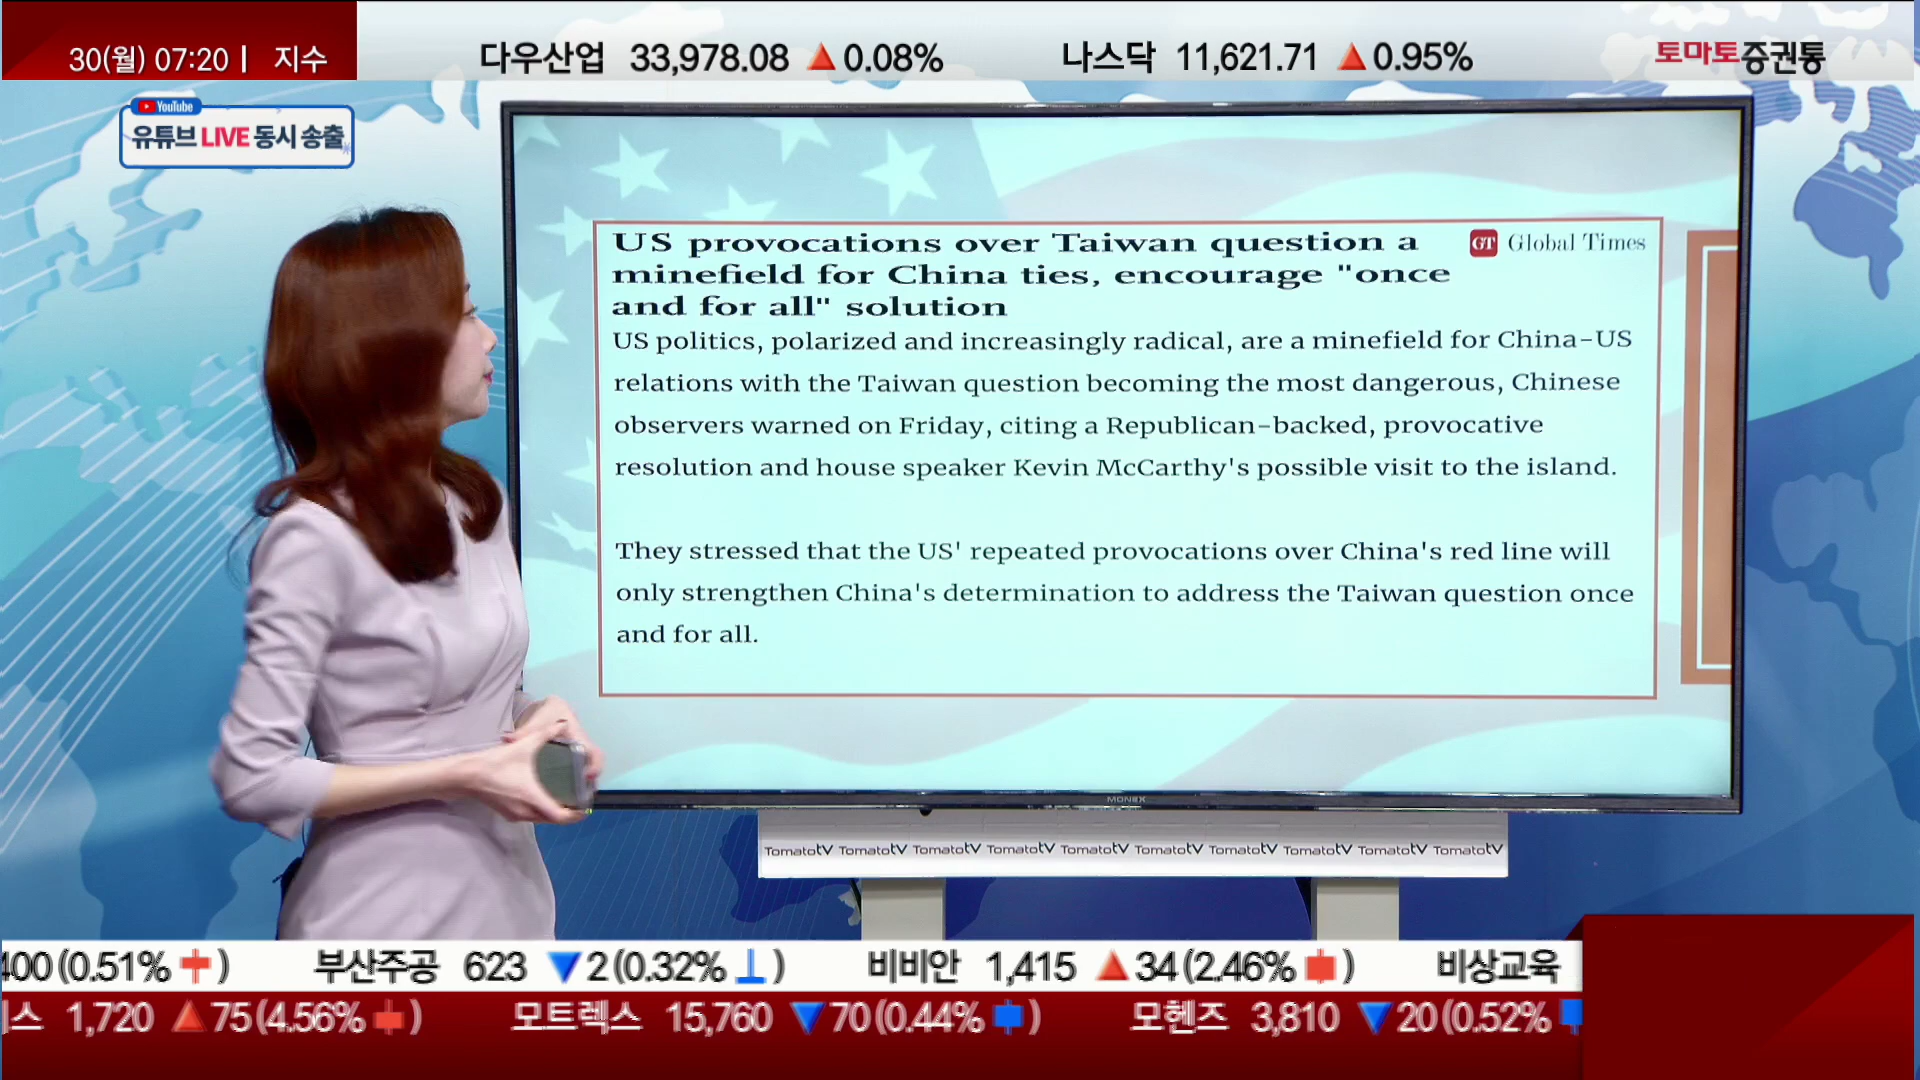 30(월) 07:20 | 지수
다우산업 33,978.08 ▲0.08%
나스닥 11,621.71 ▲0.95%
토마토증권통
YouTube
유튜브 LIVE 동시 송출
US provocations over Taiwan question a
minefield for China ties, encourage "once
and for all" solution
GT Global Times
US politics, polarized and increasingly radical, are a minefield for China-US
relations with the Taiwan question becoming the most dangerous, Chinese
observers warned on Friday, citing a Republican-backed, provocative
resolution and house speaker Kevin McCarthy's possible visit to the island.
They stressed that the US' repeated provocations over China's red line will
only strengthen China's determination to address the Taiwan question once
and for all.
MONEX
TomatoTV TomatoTV TomatoTV TomatoTV TomatoTV TomatoTV TomatoTV TomatoTV TomatoTV TomatoTV
400(0.51%) 부산주공 623 ▼2(0.32%) 비비안 1,415 ▲34(2.46%) 비상교육
스 1,720 ▲75(4.56%) 모트렉스 15,760 ▼70(0.44%) 모헨즈 3,810 ▼20(0.52%